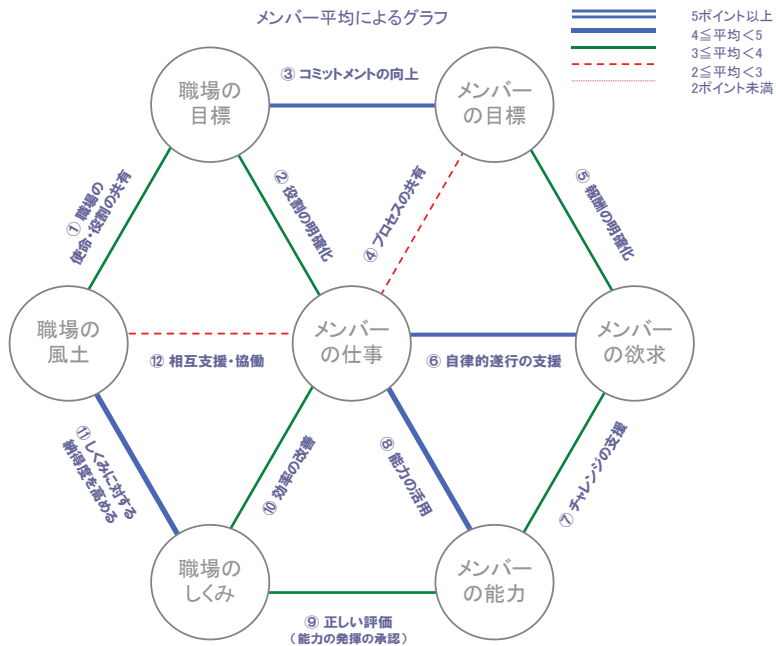 メンバー平均によるグラフ
5ポイント以上
4≦平均<5
3≦平均<4
2≦平均<3
2ポイント未満
職場の
目標
③ コミットメントの向上
メンバー
の目標
① 職場の
使命・役割の共有
② 役割の明確化
④ プロセスの共有
⑤ 報酬の明確化
職場の
風土
⑫ 相互支援・協働
メンバー
の仕事
⑥ 自律的遂行の支援
メンバー
の欲求
⑪ しくみに対する
納得度を高める
⑩ 効率の改善
⑧ 能力の活用
⑦ チャレンジの支援
職場の
しくみ
⑨ 正しい評価
（能力の発揮の承認）
メンバー
の能力